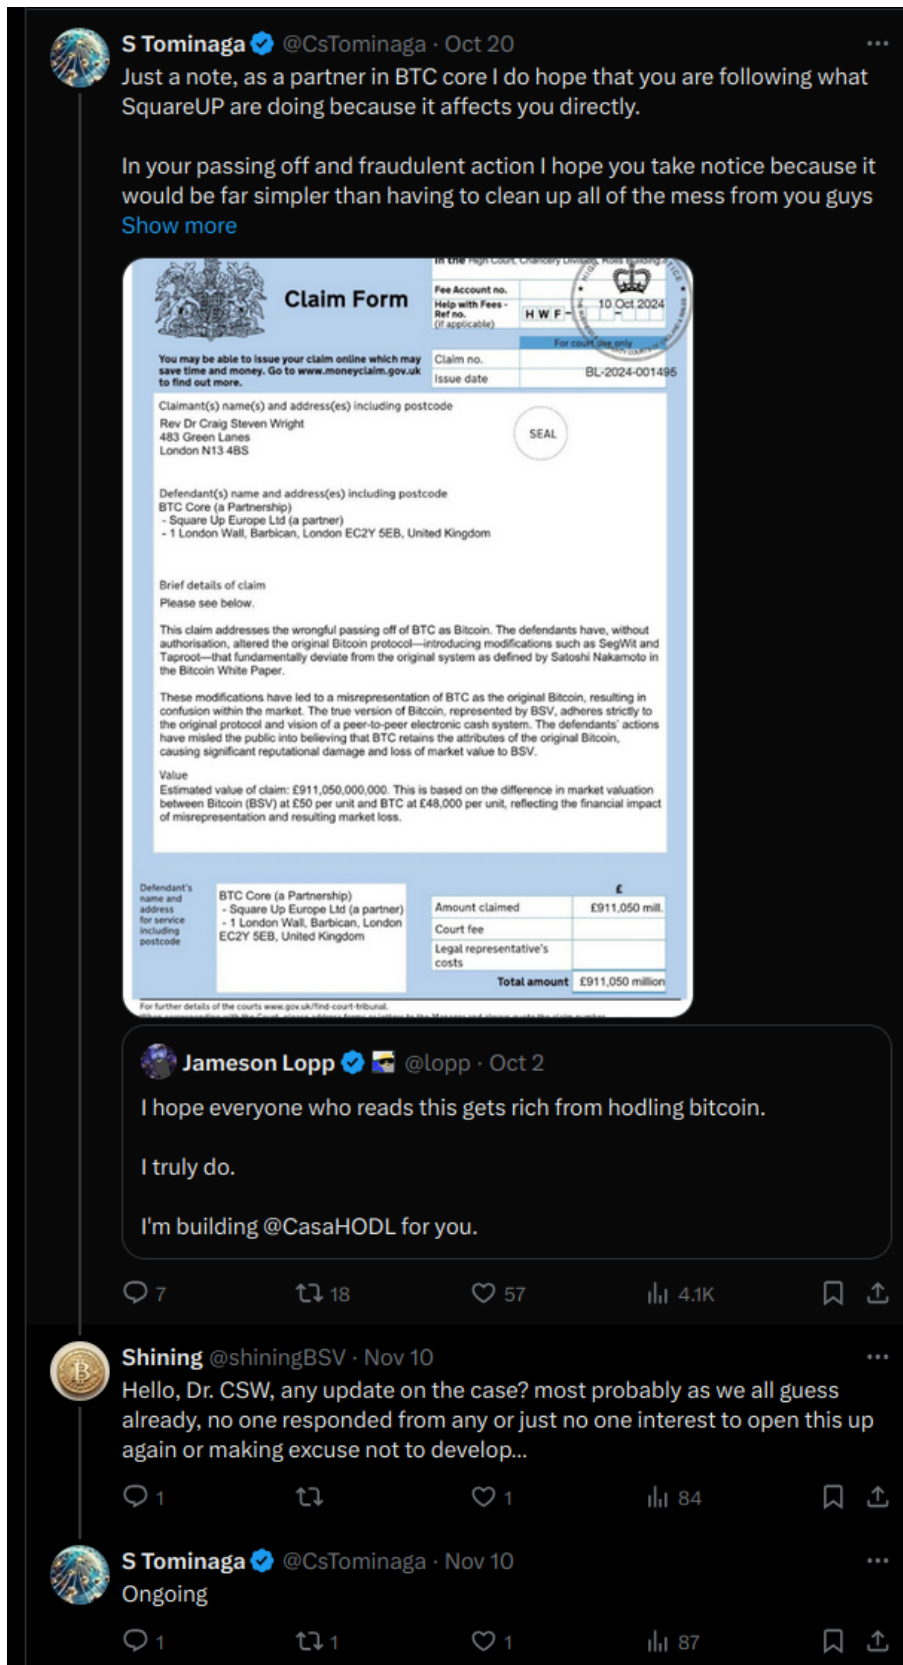 S Tominaga @CsTominaga · Oct 20
Just a note, as a partner in BTC core I do hope that you are following what
SquareUP are doing because it affects you directly.
In your passing off and fraudulent action I hope you take notice because it
would be far simpler than having to clean up all of the mess from you guys
Show more
In the High Court, Chancery Division, Rolls Building
Claim Form
Fee Account no.
Help with Fees -
Ref no.
(if applicable)
H W F -
10 Oct 2024
For court use only
You may be able to issue your claim online which may
save time and money. Go to www.moneyclaim.gov.uk
to find out more.
Claim no.
BL-2024-001495
Issue date
Claimant(s) name(s) and address(es) including postcode
Rev Dr Craig Steven Wright
483 Green Lanes
London N13 4BS
SEAL
Defendant(s) name and address(es) including postcode
BTC Core (a Partnership)
- Square Up Europe Ltd (a partner)
- 1 London Wall, Barbican, London EC2Y 5EB, United Kingdom
Brief details of claim
Please see below.
This claim addresses the wrongful passing off of BTC as Bitcoin. The defendants have, without
authorisation, altered the original Bitcoin protocol—introducing modifications such as SegWit and
Taproot—that fundamentally deviate from the original system as defined by Satoshi Nakamoto in
the Bitcoin White Paper.
These modifications have led to a misrepresentation of BTC as the original Bitcoin, resulting in
confusion within the market. The true version of Bitcoin, represented by BSV, adheres strictly to
the original protocol and vision of a peer-to-peer electronic cash system. The defendants' actions
have misled the public into believing that BTC retains the attributes of the original Bitcoin,
causing significant reputational damage and loss of market value to BSV.
Value
Estimated value of claim: £911,050,000,000. This is based on the difference in market valuation
between Bitcoin (BSV) at £50 per unit and BTC at £48,000 per unit, reflecting the financial impact
of misrepresentation and resulting market loss.
Defendant's
name and
address
for service
including
postcode
BTC Core (a Partnership)
- Square Up Europe Ltd (a partner)
- 1 London Wall, Barbican, London
EC2Y 5EB, United Kingdom
£
Amount claimed £911,050 mill.
Court fee
Legal representative's
costs
Total amount £911,050 million
For further details of the courts www.gov.uk/find-court-tribunal.
Jameson Lopp @lopp · Oct 2
I hope everyone who reads this gets rich from hodling bitcoin.
I truly do.
I'm building @CasaHODL for you.
7 18 57 4.1K
Shining @shiningBSV · Nov 10
Hello, Dr. CSW, any update on the case? most probably as we all guess
already, no one responded from any or just no one interest to open this up
again or making excuse not to develop...
1 1 84
S Tominaga @CsTominaga · Nov 10
Ongoing
1 1 1 87